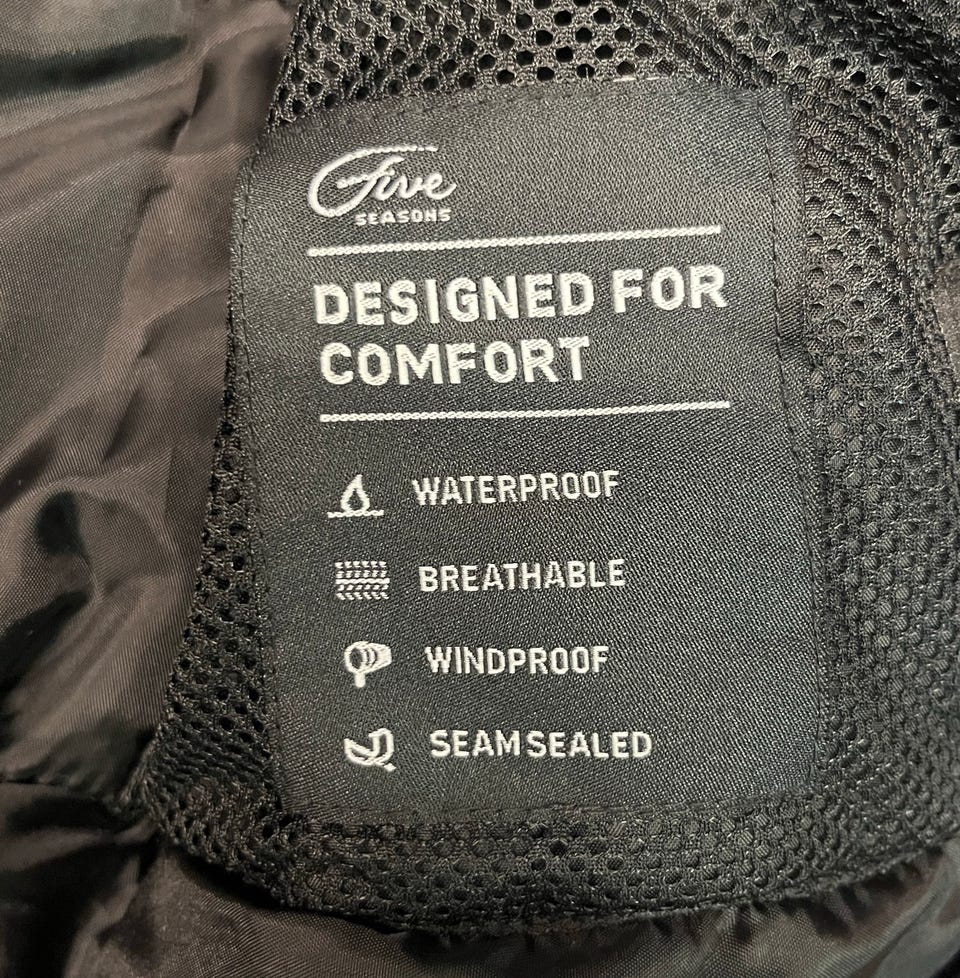 Five
SEASONS
DESIGNED FOR
COMFORT
WATERPROOF
BREATHABLE
WINDPROOF
SEAMSEALED